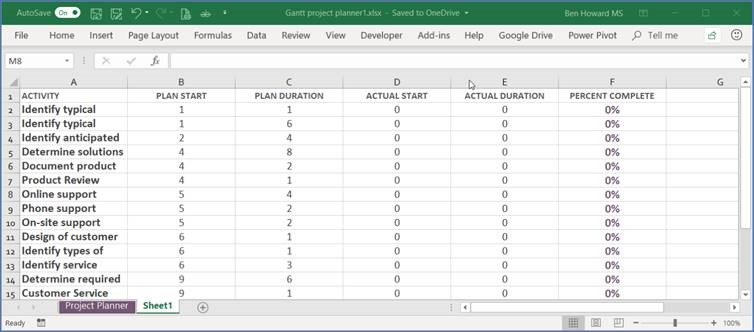 AutoSave On Gantt project planner1.xlsx - Saved to OneDrive Ben Howard MS
File Home Insert Page Layout Formulas Data Review View Developer Add-ins Help Google Drive Power Pivot Tell me
M8 fx
A B C D E F G
1 ACTIVITY PLAN START PLAN DURATION ACTUAL START ACTUAL DURATION PERCENT COMPLETE
2 Identify typical 1 1 0 0 0%
3 Identify typical 1 6 0 0 0%
4 Identify anticipated 2 4 0 0 0%
5 Determine solutions 4 8 0 0 0%
6 Document product 4 2 0 0 0%
7 Product Review 4 1 0 0 0%
8 Online support 5 4 0 0 0%
9 Phone support 5 2 0 0 0%
10 On-site support 5 2 0 0 0%
11 Design of customer 6 1 0 0 0%
12 Identify types of 6 1 0 0 0%
13 Identify service 6 3 0 0 0%
14 Determine required 9 6 0 0 0%
15 Customer Service 9 1 0 0 0%
Project Planner Sheet1
Ready 100%